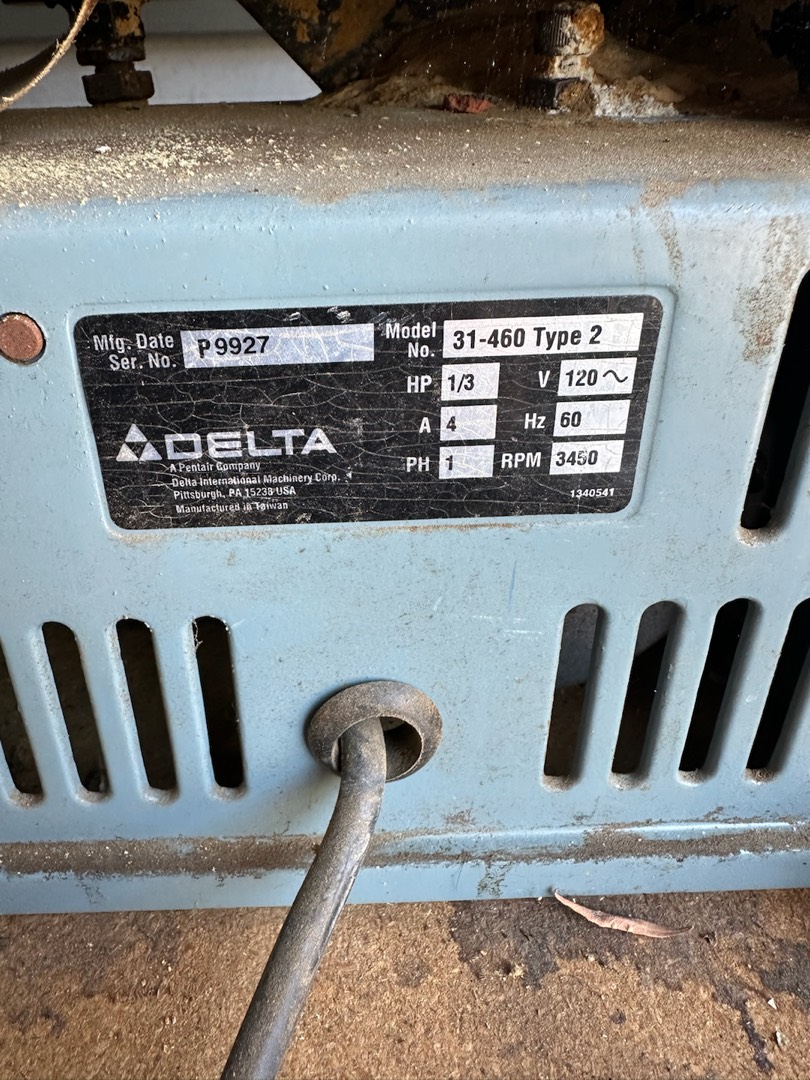 Mfg. Date
Ser. No.
P9927
Model
No.
31-460 Type 2
HP 1/3 V 120~
A 4 Hz 60
PH 1 RPM 3450
DELTA
A Pentair Company
Delta International Machinery Corp.
Pittsburgh, PA 15238 USA
Manufactured in Taiwan
1340541